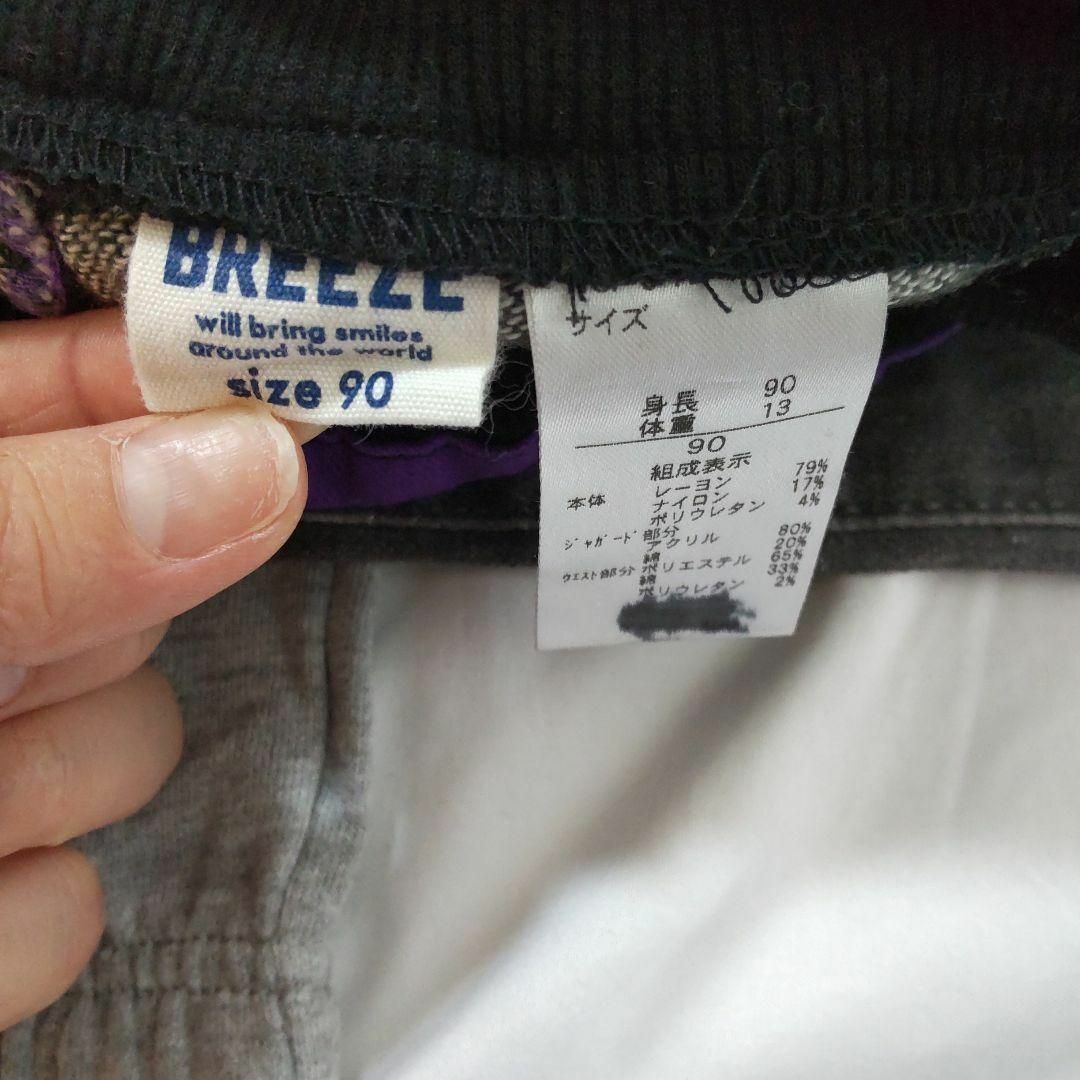 BREEZE
will bring smiles
around the world
size 90
サイズ
身長 90
体重 13
90
組成表示
本体 レーヨン 79%
ナイロン 17%
ポリウレタン 4%
ジャガード部分
アクリル 80%
綿 20%
ウエスト部分 ポリエステル 65%
綿 33%
ポリウレタン 2%